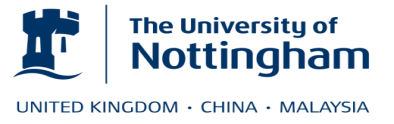 The University of
Nottingham
UNITED KINGDOM · CHINA · MALAYSIA